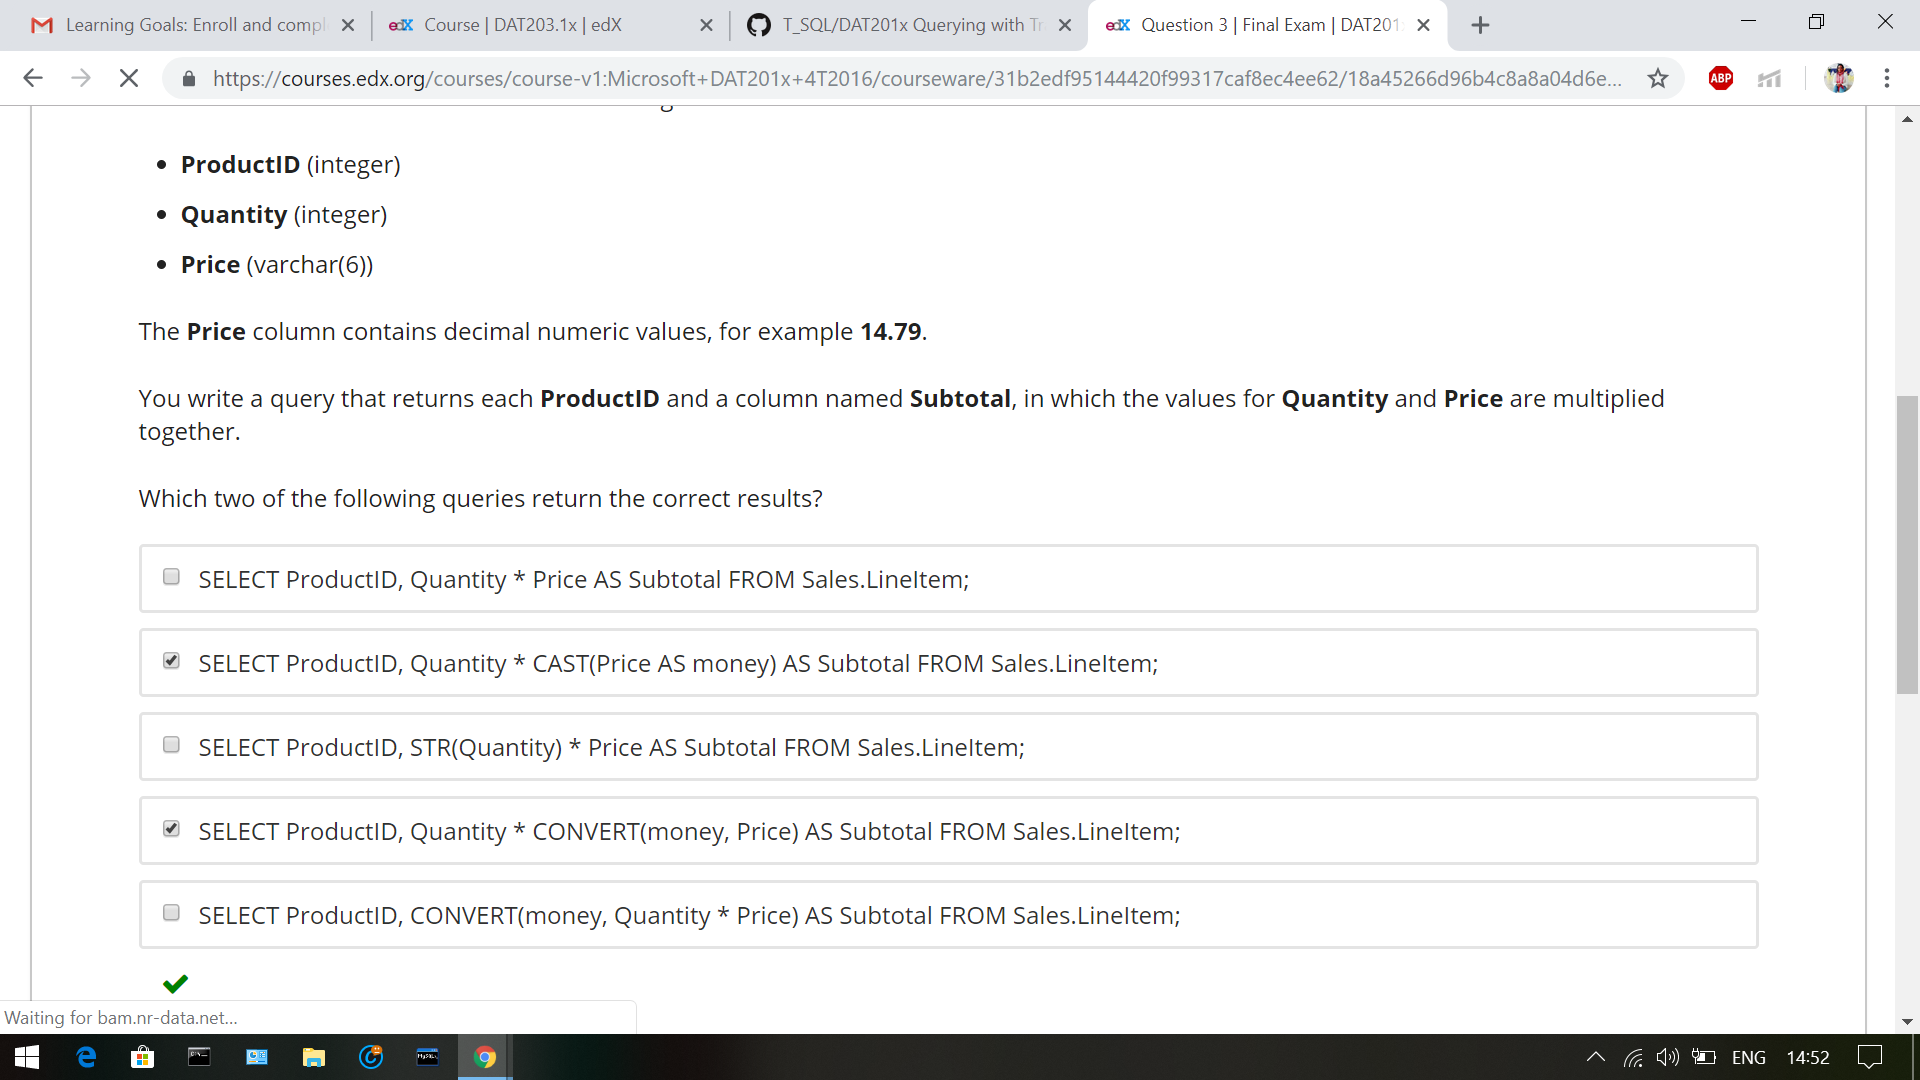 Learning Goals: Enroll and compl
edX Course | DAT203.1x | edX
T_SQL/DAT201x Querying with Tr
edX Question 3 | Final Exam | DAT201
https://courses.edx.org/courses/course-v1:Microsoft+DAT201x+4T2016/courseware/31b2edf95144420f99317caf8ec4ee62/18a45266d96b4c8a8a04d6e...
ABP
• ProductID (integer)
• Quantity (integer)
• Price (varchar(6))
The Price column contains decimal numeric values, for example 14.79.
You write a query that returns each ProductID and a column named Subtotal, in which the values for Quantity and Price are multiplied
together.
Which two of the following queries return the correct results?
SELECT ProductID, Quantity * Price AS Subtotal FROM Sales.LineItem;
SELECT ProductID, Quantity * CAST(Price AS money) AS Subtotal FROM Sales.LineItem;
SELECT ProductID, STR(Quantity) * Price AS Subtotal FROM Sales.LineItem;
SELECT ProductID, Quantity * CONVERT(money, Price) AS Subtotal FROM Sales.LineItem;
SELECT ProductID, CONVERT(money, Quantity * Price) AS Subtotal FROM Sales.LineItem;
Waiting for bam.nr-data.net...
ENG 14:52